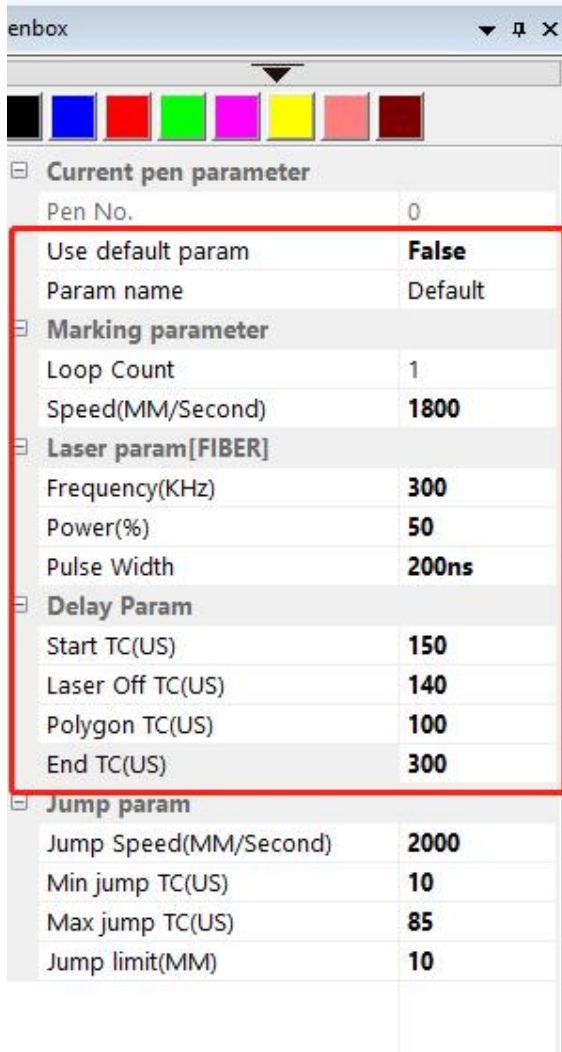 enbox
Current pen parameter
Pen No. 0
Use default param False
Param name Default
Marking parameter
Loop Count 1
Speed(MM/Second) 1800
Laser param[FIBER]
Frequency(KHz) 300
Power(%) 50
Pulse Width 200ns
Delay Param
Start TC(US) 150
Laser Off TC(US) 140
Polygon TC(US) 100
End TC(US) 300
Jump param
Jump Speed(MM/Second) 2000
Min jump TC(US) 10
Max jump TC(US) 85
Jump limit(MM) 10